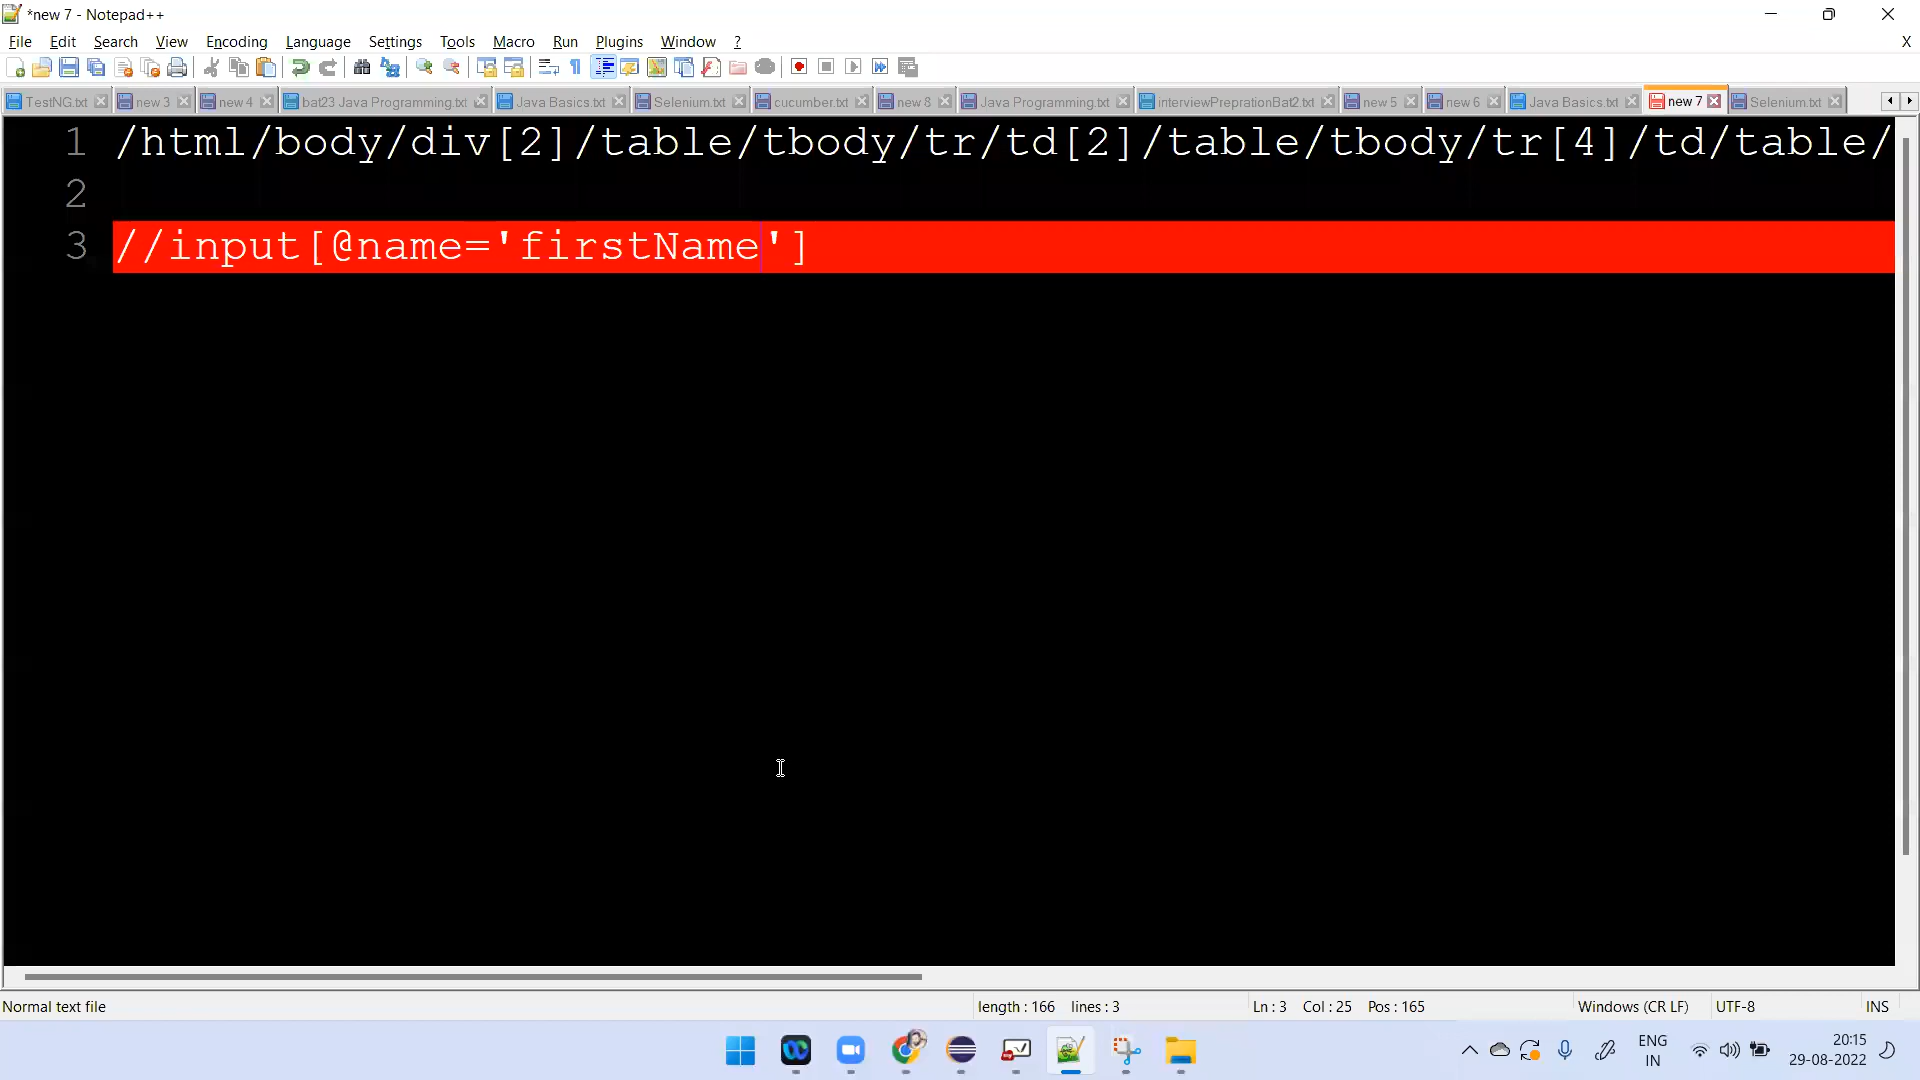 *new 7 - Notepad++
File Edit Search View Encoding Language Settings Tools Macro Run Plugins Window ? X
TestNG.txt new 3 new 4 bat23 Java Programming.txt Java Basics.txt Selenium.txt cucumber.txt new 8 Java Programming.txt interviewPreprationBat2.txt new 5 new 6 Java Basics.txt new 7 Selenium.txt
1 /html/body/div[2]/table/tbody/tr/td[2]/table/tbody/tr[4]/td/table/
2
3 //input[@name='firstName']
Normal text file length : 166 lines : 3 Ln : 3 Col : 25 Pos : 165 Windows (CR LF) UTF-8 INS
ENG 20:15
IN 29-08-2022